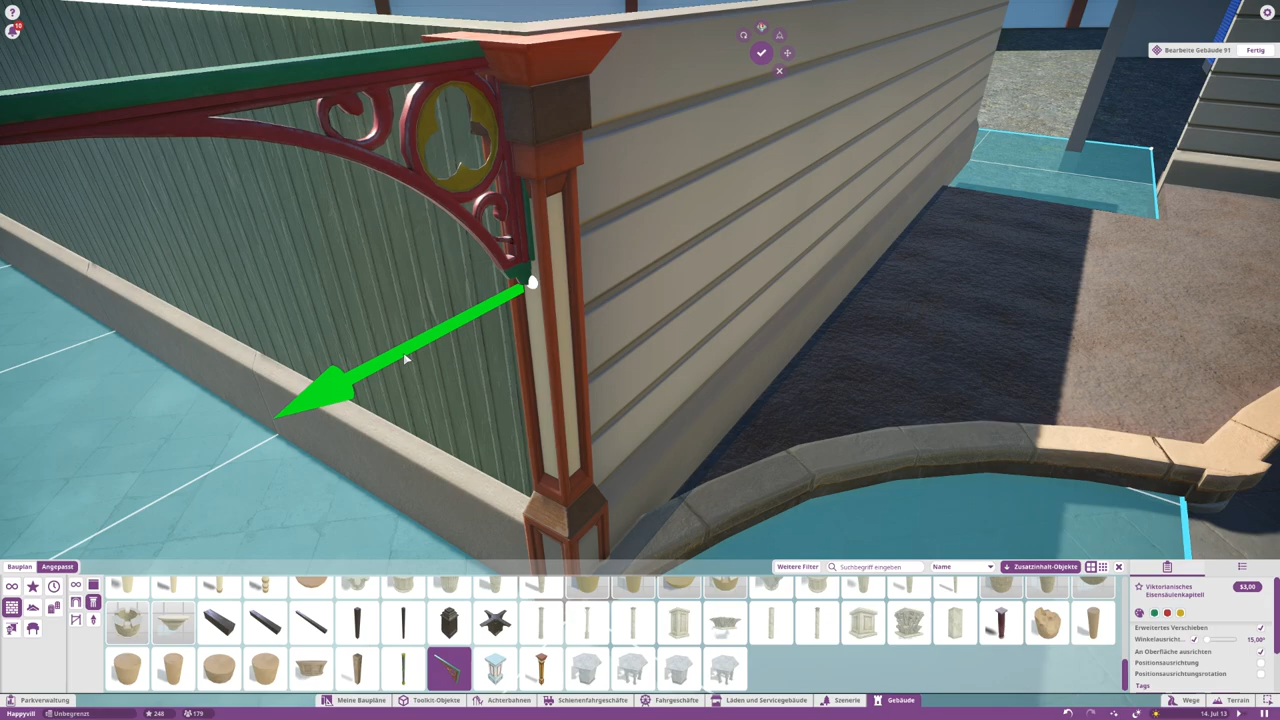 ?
10
Bearbeite Gebäude 91 Fertig
Bauplan Angepasst Weitere Filter Suchbegriff eingeben Name Zusatzinhalt-Objekte
Viktorianisches Eisensäulenkapitell $3,00
Erweitertes Verschieben
Winkelausricht... 15,00°
An Oberfläche ausrichten
Positionsausrichtung
Positionsausrichtungsrotation
Tags
Parkverwaltung Meine Baupläne Toolkit-Objekte Achterbahnen Schienenfahrgeschäfte Fahrgeschäfte Läden und Servicegebäude Szenerie Gebäude Wege Terrain
Happyvill Unbegrenzt 248 179 14. Jul 13